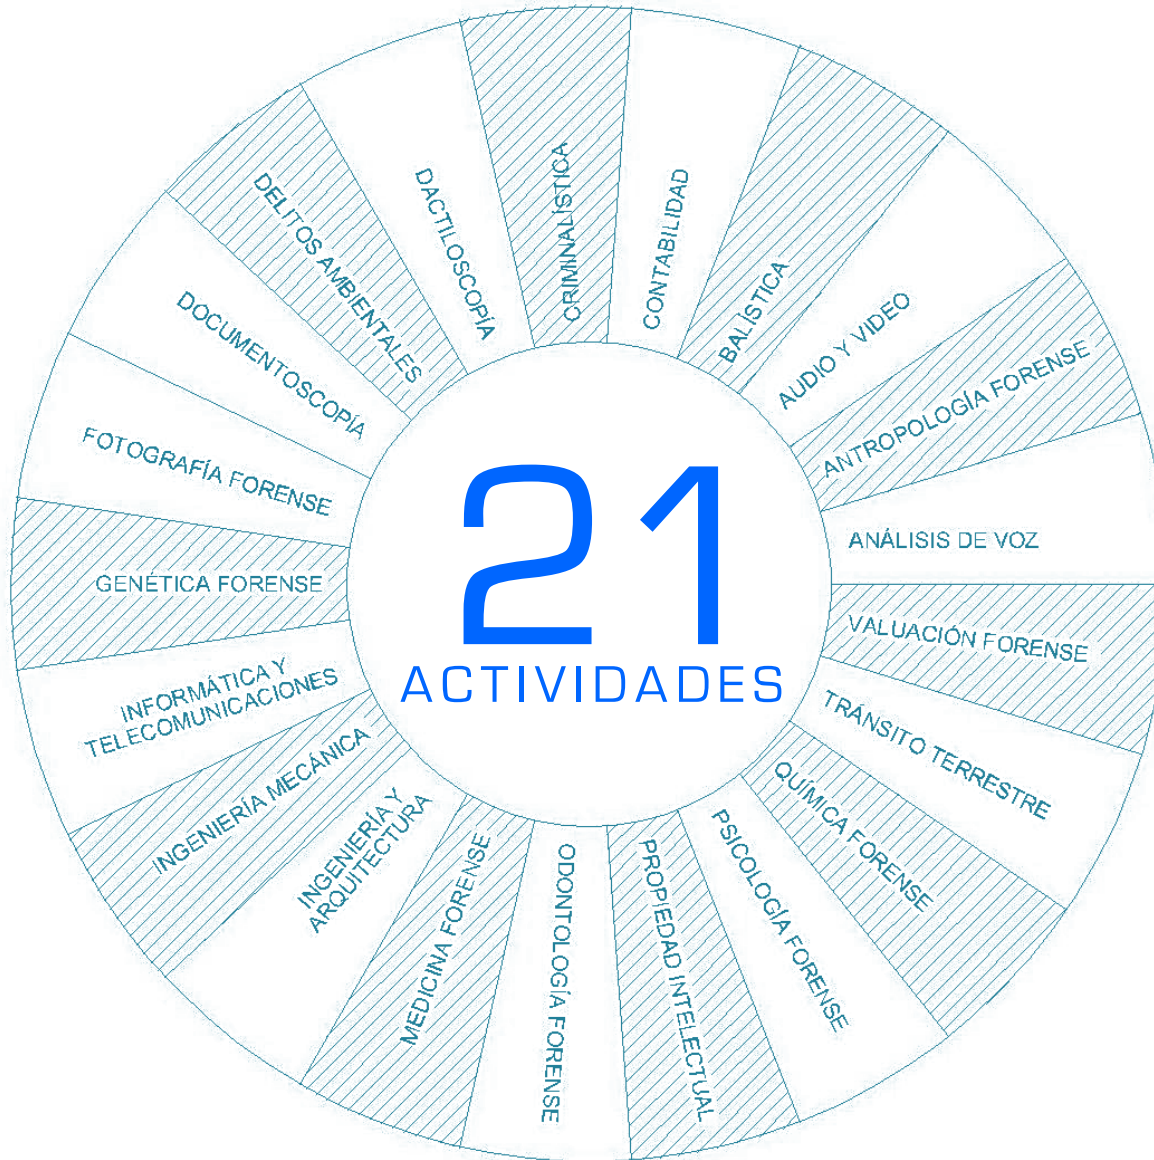 21
ACTIVIDADES
ANÁLISIS DE VOZ
ANTROPOLOGÍA FORENSE
AUDIO Y VIDEO
BALÍSTICA
CONTABILIDAD
CRIMINALÍSTICA
DACTILOSCOPÍA
DELITOS AMBIENTALES
DOCUMENTOSCOPÍA
FOTOGRAFÍA FORENSE
GENÉTICA FORENSE
INFORMÁTICA Y
TELECOMUNICACIONES
INGENIERÍA MECÁNICA
INGENIERÍA Y
ARQUITECTURA
MEDICINA FORENSE
ODONTOLOGÍA FORENSE
PROPIEDAD INTELECTUAL
PSICOLOGÍA FORENSE
QUÍMICA FORENSE
TRÁNSITO TERRESTRE
VALUACIÓN FORENSE